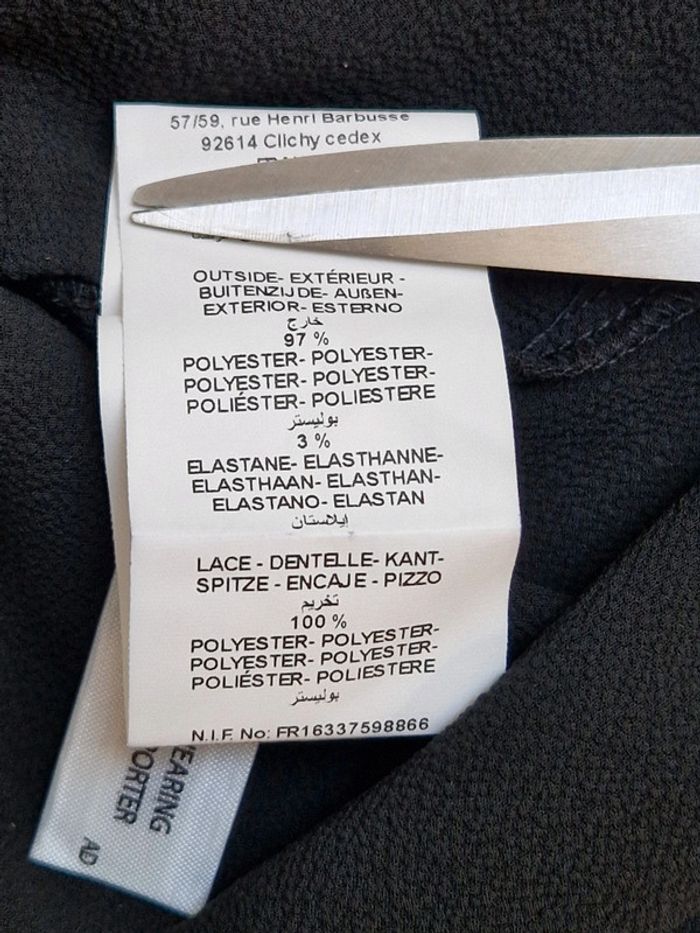 57/59, rue Henri Barbusse
92614 Clichy cedex
OUTSIDE- EXTÉRIEUR -
BUITENZIJDE- AUßEN-
EXTERIOR- ESTERNO
خارج
97 %
POLYESTER- POLYESTER-
POLYESTER- POLYESTER-
POLIÉSTER- POLIESTERE
بوليستر
3 %
ELASTANE- ELASTHANNE-
ELASTHAAN- ELASTHAN-
ELASTANO- ELASTAN
إيلاستان
LACE - DENTELLE- KANT-
SPITZE - ENCAJE - PIZZO
تخريم
100 %
POLYESTER- POLYESTER-
POLYESTER- POLYESTER-
POLIÉSTER- POLIESTERE
بوليستر
N.I.F. No: FR16337598866
EARING
ORTER
AD